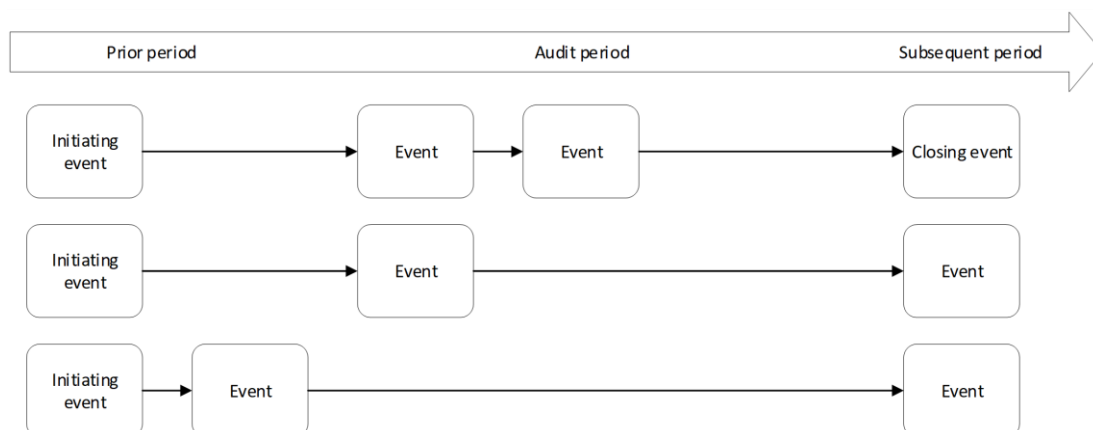 Prior period
Audit period
Subsequent period
Initiating
event
Event
Event
Closing event
Initiating
event
Event
Event
Initiating
event
Event
Event